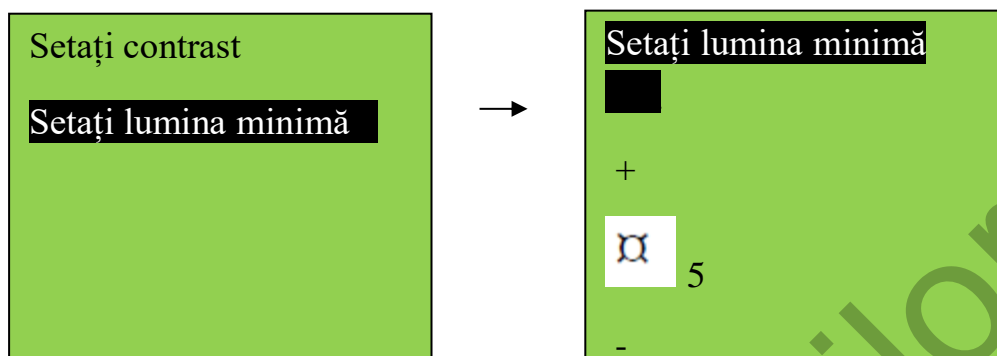 Setați contrast
Setați lumina minimă
Setați lumina minimă
+
¤ 5
-